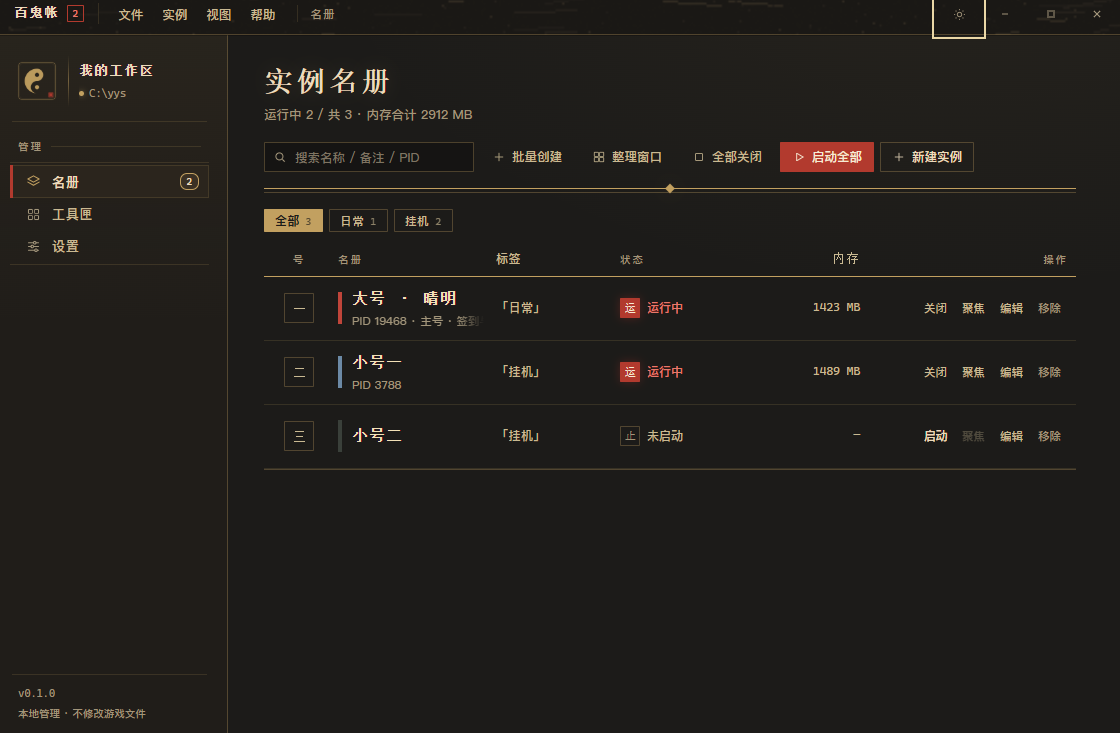 百鬼帐 2 文件 实例 视图 帮助 名册
我的工作区
C:\yys
管理
名册 2
工具匣
设置
v0.1.0
本地管理 · 不修改游戏文件
实例名册
运行中 2 / 共 3 · 内存合计 2912 MB
搜索名称 / 备注 / PID 批量创建 整理窗口 全部关闭 启动全部 新建实例
全部 3 日常 1 挂机 2
号 名册 标签 状态 内存 操作
一 大号 · 晴明 「日常」 运 运行中 1423 MB 关闭 聚焦 编辑 移除
PID 19468 · 主号 · 签到
二 小号一 「挂机」 运 运行中 1489 MB 关闭 聚焦 编辑 移除
PID 3788
三 小号二 「挂机」 止 未启动 — 启动 聚焦 编辑 移除